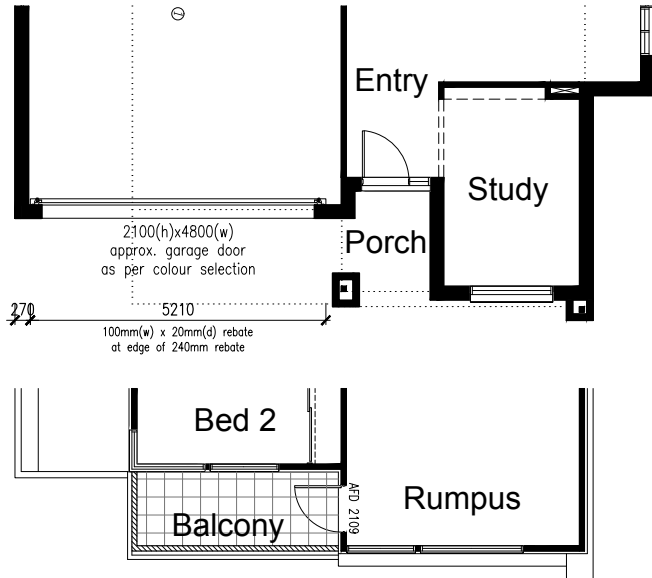 Entry
Study
2100(h)x4800(w)
approx. garage door
as per colour selection
Porch
270
5210
100mm(w) x 20mm(d) rebate
at edge of 240mm rebate
Bed 2
AFD 2109
Rumpus
Balcony